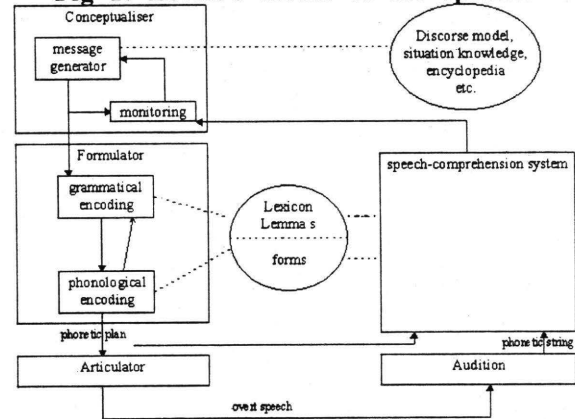 Conceptualiser
message
generator
monitoring
Discorse model,
situation knowledge,
encyclopedia
etc.
Formulator
grammatical
encoding
phonological
encoding
Lexicon
Lemma s
forms
speech-comprehension system
phonetic plan
phonetic string
Articulator
Audition
overt speech